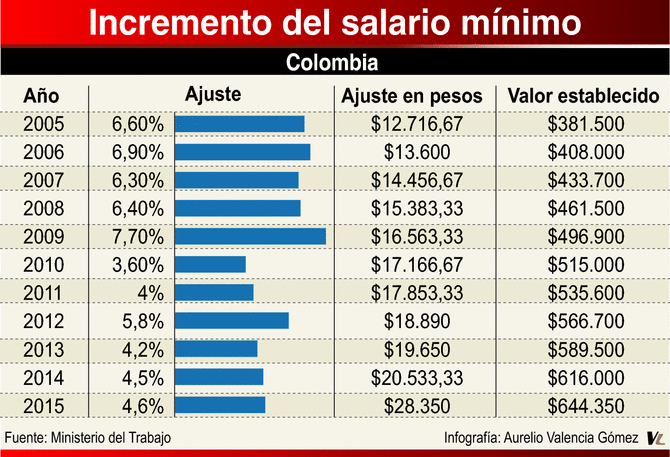 Incremento del salario mínimo
Colombia
Año Ajuste Ajuste en pesos Valor establecido
2005 6,60% $12.716,67 $381.500
2006 6,90% $13.600 $408.000
2007 6,30% $14.456,67 $433.700
2008 6,40% $15.383,33 $461.500
2009 7,70% $16.563,33 $496.900
2010 3,60% $17.166,67 $515.000
2011 4% $17.853,33 $535.600
2012 5,8% $18.890 $566.700
2013 4,2% $19.650 $589.500
2014 4,5% $20.533,33 $616.000
2015 4,6% $28.350 $644.350
Fuente: Ministerio del Trabajo Infografía: Aurelio Valencia Gómez VL